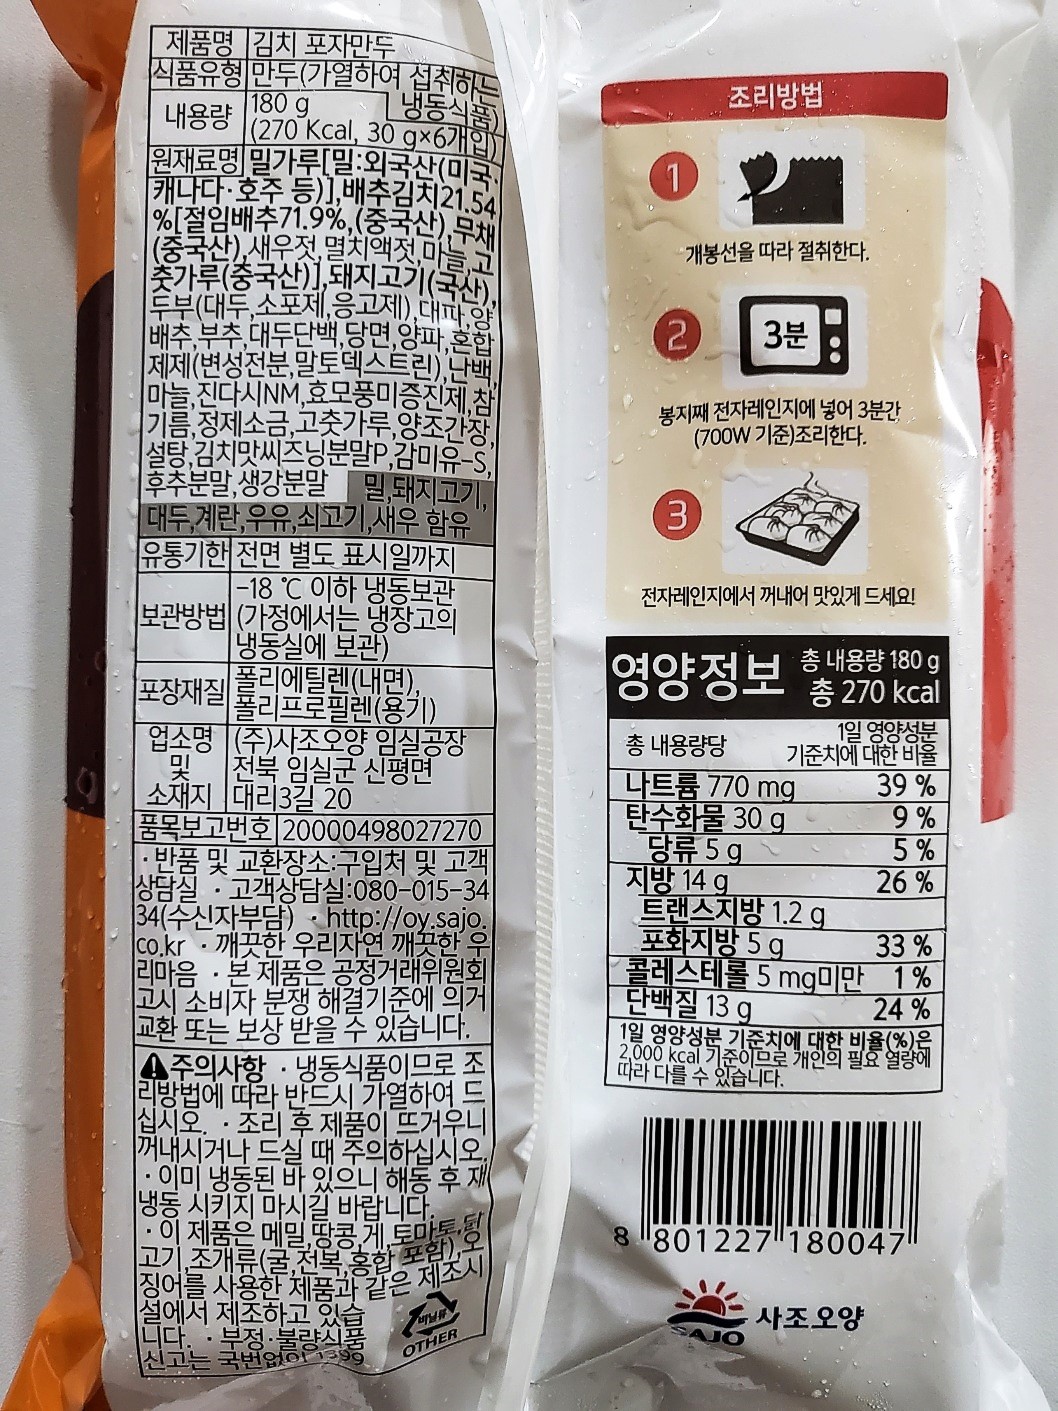 제품명 김치 포자만두
식품유형 만두(가열하여 섭취하는
냉동식품)
내용량 180 g
(270 Kcal, 30 g×6개입)
원재료명 밀가루[밀:외국산(미국·
캐나다·호주 등)],배추김치21.54
%[절임배추71.9%,(중국산),무채
(중국산),새우젓,멸치액젓,마늘,고
춧가루(중국산)],돼지고기(국산),
두부(대두,소포제,응고제),대파,양
배추,부추,대두단백,당면,양파,혼합
제제(변성전분,말토덱스트린),난백,
마늘,진다시NM,효모풍미증진제,참
기름,정제소금,고춧가루,양조간장,
설탕,김치맛씨즈닝분말P,감미유-S,
후추분말,생강분말 밀,돼지고기,
대두,계란,우유,쇠고기,새우 함유
유통기한 전면 별도 표시일까지
보관방법 -18 ℃ 이하 냉동보관
(가정에서는 냉장고의
냉동실에 보관)
포장재질 폴리에틸렌(내면),
폴리프로필렌(용기)
업소명 및 소재지 (주)사조오양 임실공장
전북 임실군 신평면
대리3길 20
품목보고번호 20000498027270
·반품 및 교환장소:구입처 및 고객
상담실 ·고객상담실:080-015-34
34(수신자부담) ·http://oy.sajo.
co.kr ·깨끗한 우리자연 깨끗한 우
리마음 ·본 제품은 공정거래위원회
고시 소비자 분쟁 해결기준에 의거
교환 또는 보상 받을 수 있습니다.
주의사항 ·냉동식품이므로 조
리방법에 따라 반드시 가열하여 드
십시오. ·조리 후 제품이 뜨거우니
꺼내시거나 드실 때 주의하십시오.
·이미 냉동된 바 있으니 해동 후 재
냉동 시키지 마시길 바랍니다.
·이 제품은 메밀,땅콩,게,토마토,닭
고기,조개류(굴,전복,홍합 포함),오
징어를 사용한 제품과 같은 제조시
설에서 제조하고 있습
니다. ·부정·불량식품
신고는 국번없이 1399
비닐류
OTHER
조리방법
1
개봉선을 따라 절취한다.
2
3분
봉지째 전자레인지에 넣어 3분간
(700W 기준)조리한다.
3
전자레인지에서 꺼내어 맛있게 드세요!
영양정보 총 내용량 180 g
총 270 kcal
총 내용량당 1일 영양성분
기준치에 대한 비율
나트륨 770 mg 39 %
탄수화물 30 g 9 %
당류 5 g 5 %
지방 14 g 26 %
트랜스지방 1.2 g
포화지방 5 g 33 %
콜레스테롤 5 mg미만 1 %
단백질 13 g 24 %
1일 영양성분 기준치에 대한 비율(%)은
2,000 kcal 기준이므로 개인의 필요 열량에
따라 다를 수 있습니다.
8 801227 180047
SAJO 사조오양